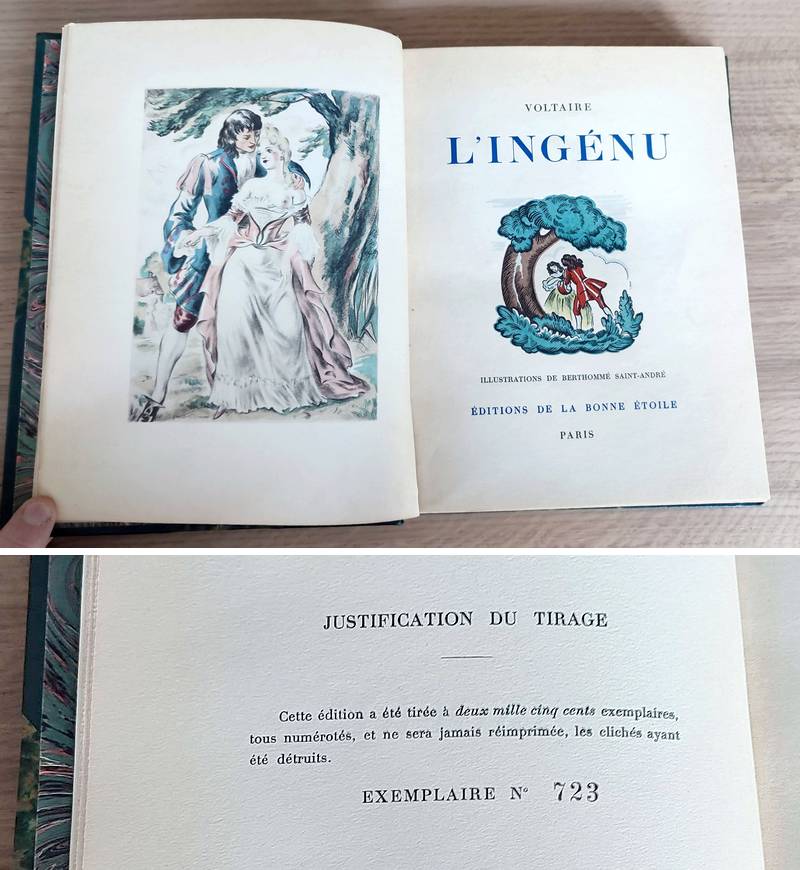 VOLTAIRE
L'INGÉNU
ILLUSTRATIONS DE BERTHOMMÉ SAINT-ANDRÉ
ÉDITIONS DE LA BONNE ÉTOILE
PARIS
JUSTIFICATION DU TIRAGE
Cette édition a été tirée à deux mille cinq cents exemplaires,
tous numérotés, et ne sera jamais réimprimée, les clichés ayant
été détruits.
EXEMPLAIRE N° 723